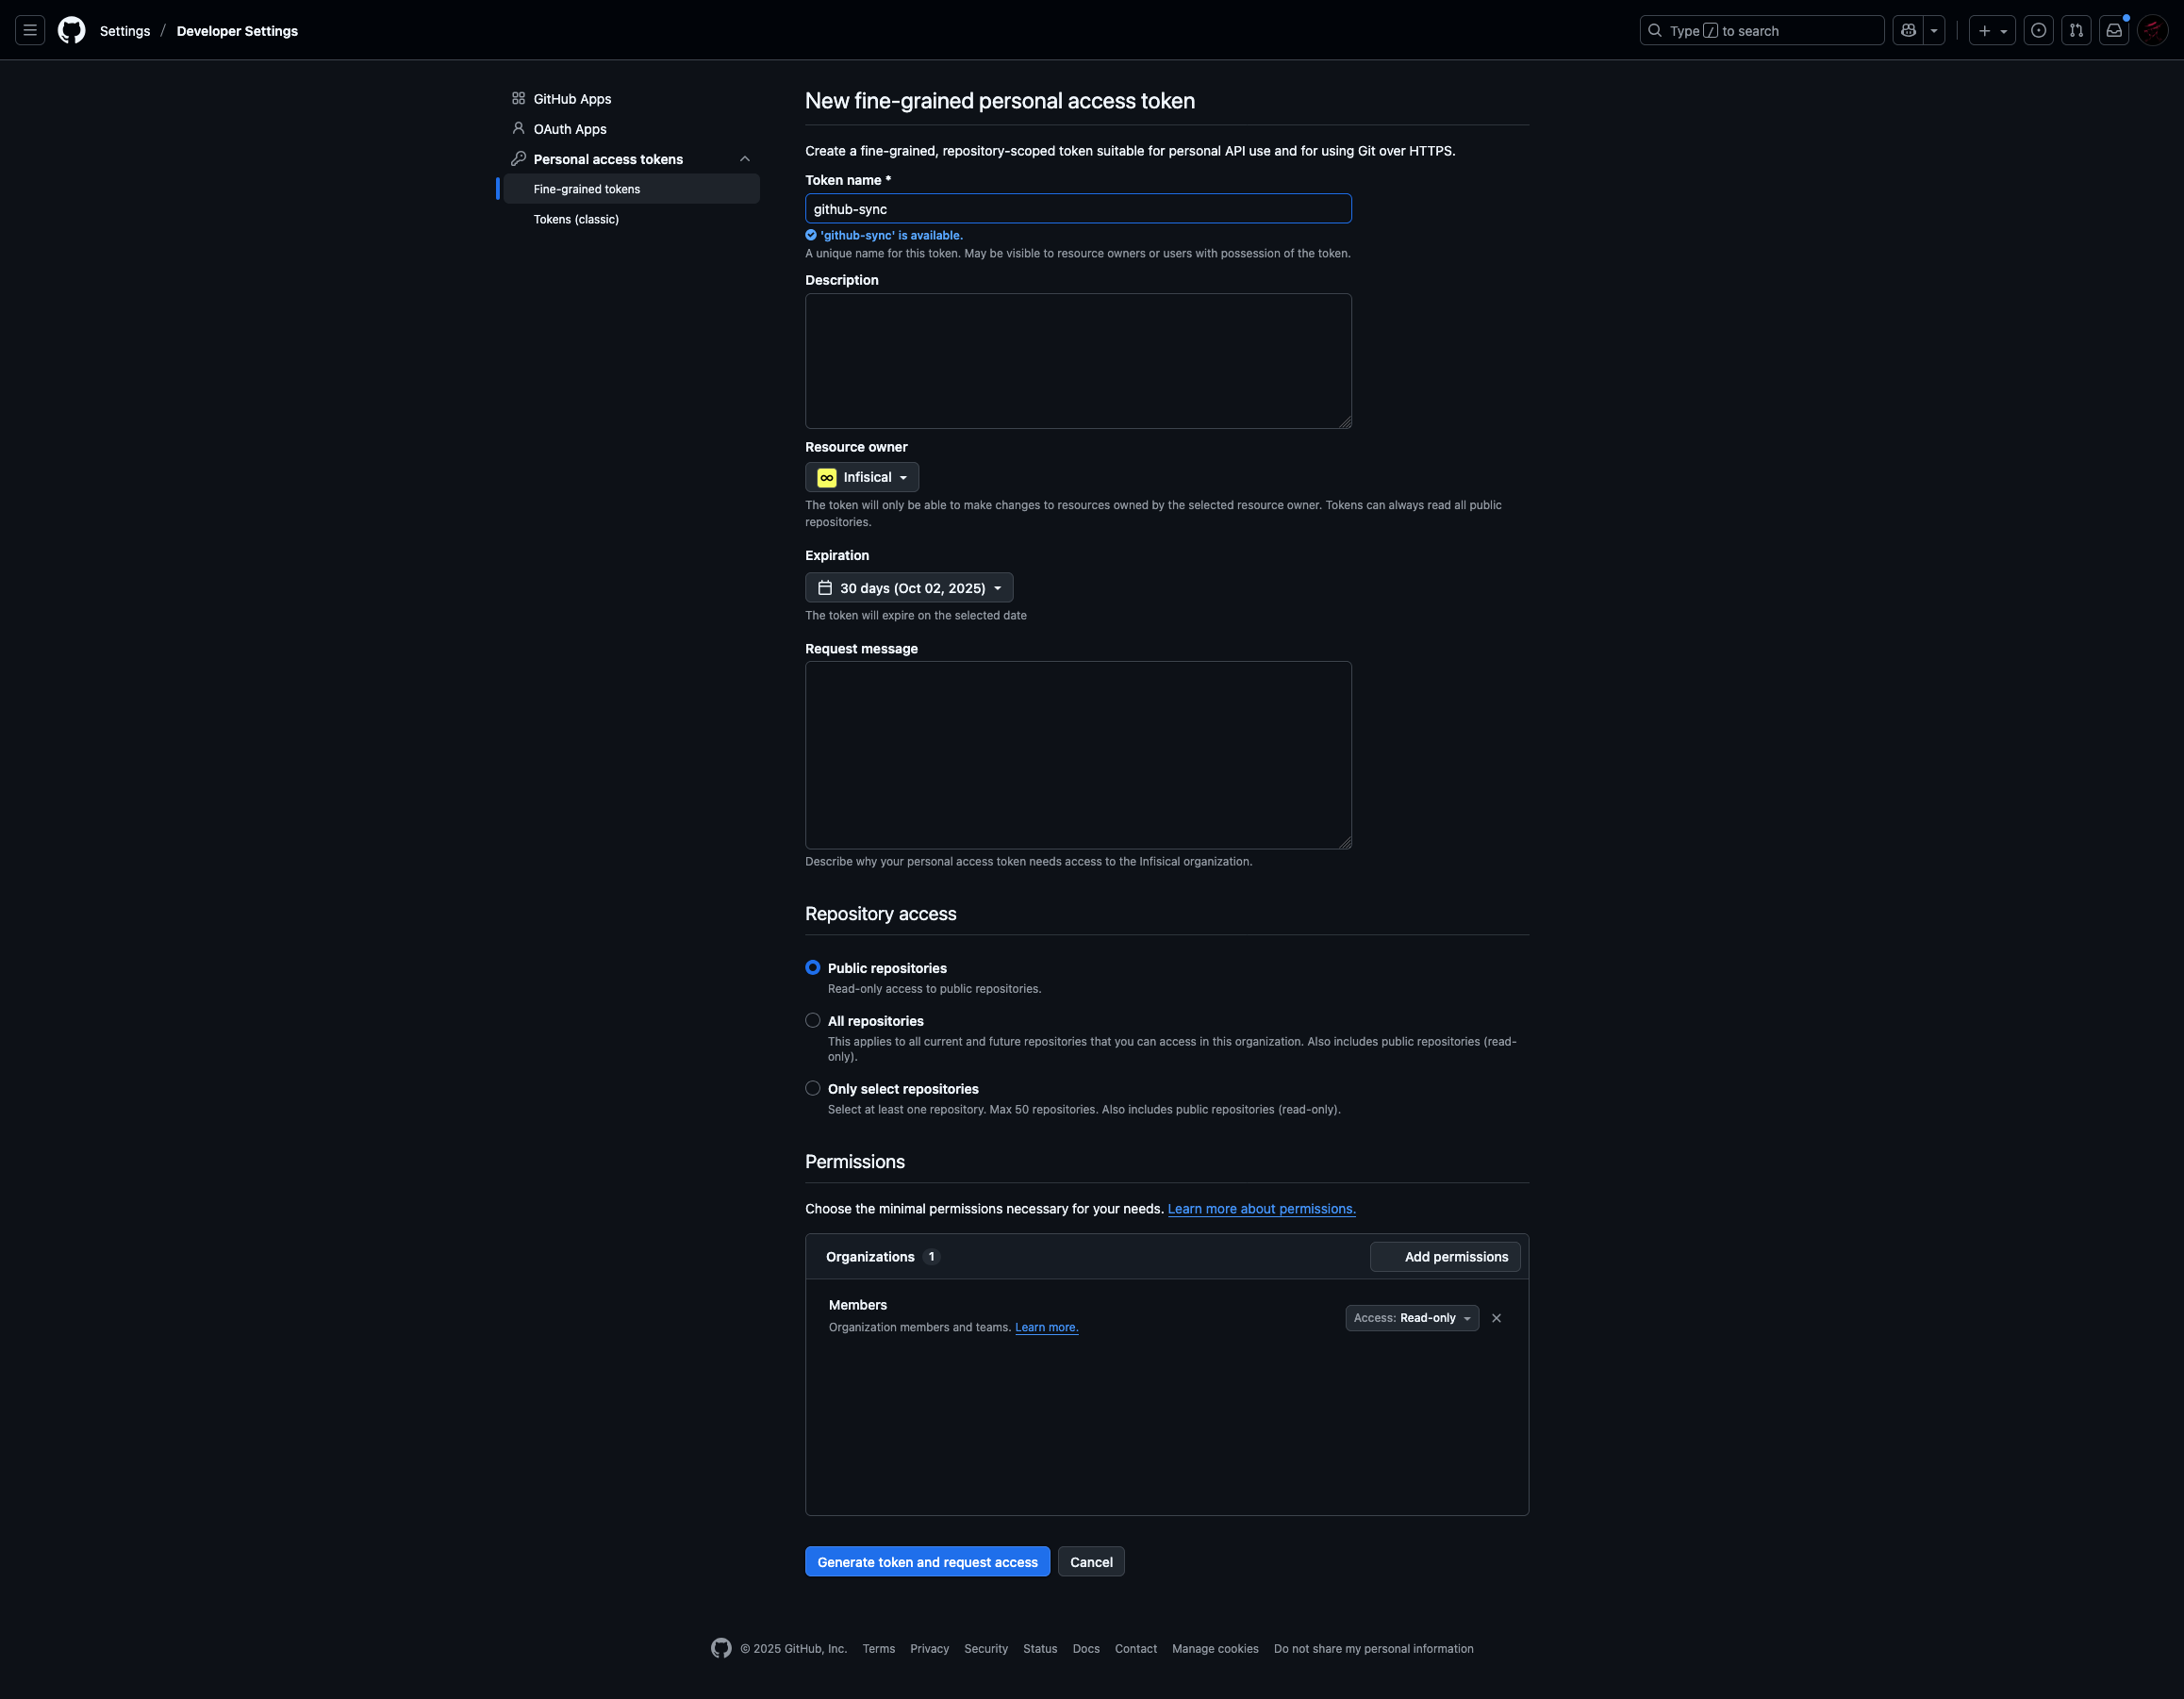 Settings / Developer Settings
Type / to search
GitHub Apps
OAuth Apps
Personal access tokens
Fine-grained tokens
Tokens (classic)
New fine-grained personal access token
Create a fine-grained, repository-scoped token suitable for personal API use and for using Git over HTTPS.
Token name *
github-sync
'github-sync' is available.
A unique name for this token. May be visible to resource owners or users with possession of the token.
Description
Resource owner
Infisical
The token will only be able to make changes to resources owned by the selected resource owner. Tokens can always read all public
repositories.
Expiration
30 days (Oct 02, 2025)
The token will expire on the selected date
Request message
Describe why your personal access token needs access to the Infisical organization.
Repository access
Public repositories
Read-only access to public repositories.
All repositories
This applies to all current and future repositories that you can access in this organization. Also includes public repositories (read-
only).
Only select repositories
Select at least one repository. Max 50 repositories. Also includes public repositories (read-only).
Permissions
Choose the minimal permissions necessary for your needs. Learn more about permissions.
Organizations 1
Add permissions
Members
Organization members and teams. Learn more.
Access: Read-only
Generate token and request access
Cancel
© 2025 GitHub, Inc. Terms Privacy Security Status Docs Contact Manage cookies Do not share my personal information